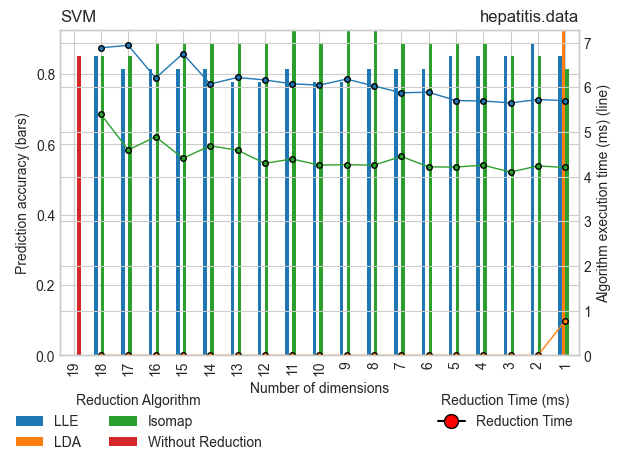 SVM hepatitis.data
Prediction accuracy (bars)
0.8
0.6
0.4
0.2
0.0
7
6
5
4
3
2
1
0
Algorithm execution time (ms) (line)
19 18 17 16 15 14 13 12 11 10 9 8 7 6 5 4 3 2 1
Number of dimensions
Reduction Algorithm Reduction Time (ms)
LLE Isomap Reduction Time
LDA Without Reduction